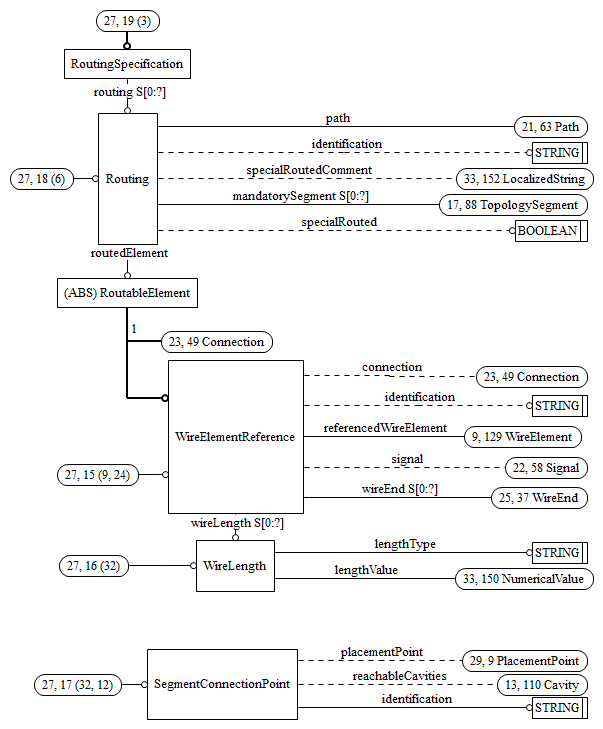 27, 19 (3)
RoutingSpecification
routing S[0:?]
path
21, 63 Path
identification
STRING
27, 18 (6)
Routing
specialRoutedComment
33, 152 LocalizedString
mandatorySegment S[0:?]
17, 88 TopologySegment
specialRouted
BOOLEAN
routedElement
(ABS) RoutableElement
1
23, 49 Connection
connection
23, 49 Connection
identification
STRING
WireElementReference
referencedWireElement
9, 129 WireElement
signal
22, 58 Signal
27, 15 (9, 24)
wireEnd S[0:?]
25, 37 WireEnd
wireLength S[0:?]
lengthType
STRING
27, 16 (32)
WireLength
lengthValue
33, 150 NumericalValue
placementPoint
29, 9 PlacementPoint
27, 17 (32, 12)
SegmentConnectionPoint
reachableCavities
13, 110 Cavity
identification
STRING